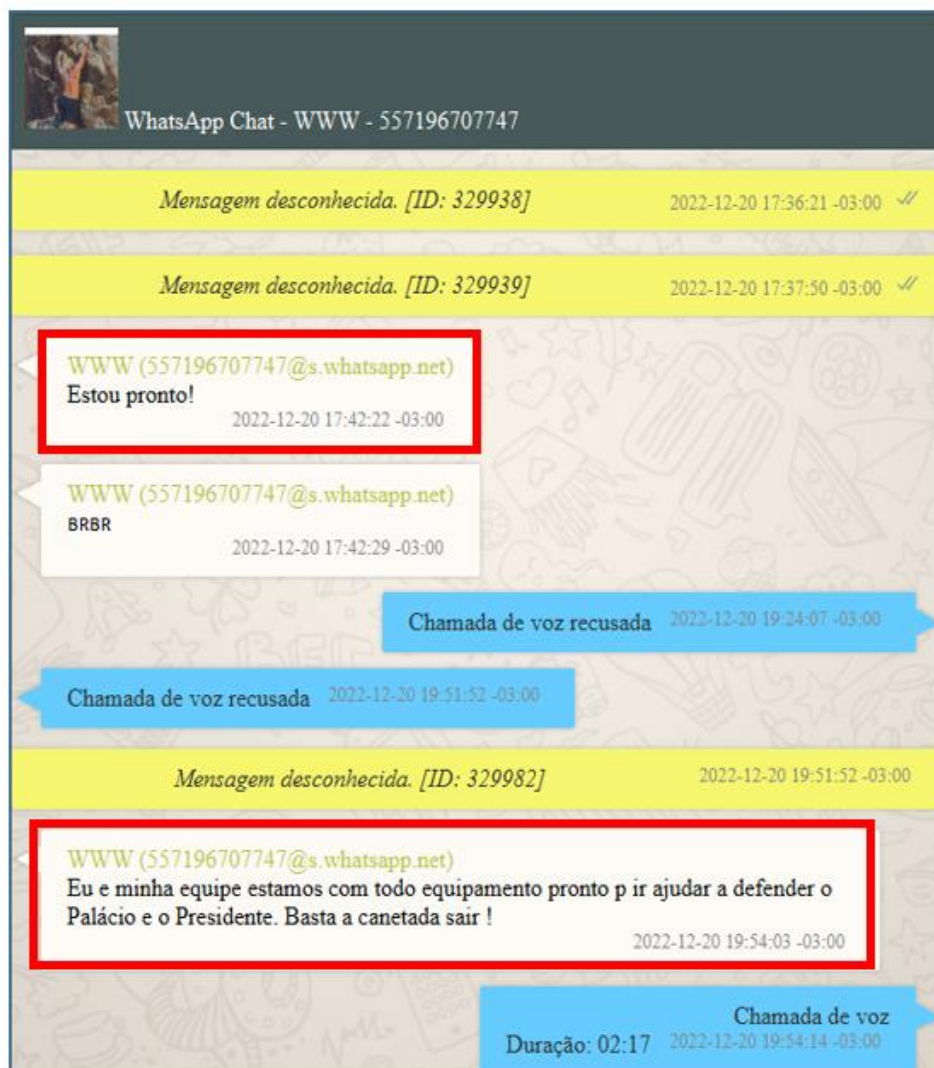 WhatsApp Chat - WWW - 557196707747
Mensagem desconhecida. [ID: 329938] 2022-12-20 17:36:21 -03:00
Mensagem desconhecida. [ID: 329939] 2022-12-20 17:37:50 -03:00
WWW (557196707747@s.whatsapp.net)
Estou pronto!
2022-12-20 17:42:22 -03:00
WWW (557196707747@s.whatsapp.net)
BRBR
2022-12-20 17:42:29 -03:00
Chamada de voz recusada 2022-12-20 19:24:07 -03:00
Chamada de voz recusada 2022-12-20 19:51:52 -03:00
Mensagem desconhecida. [ID: 329982] 2022-12-20 19:51:52 -03:00
WWW (557196707747@s.whatsapp.net)
Eu e minha equipe estamos com todo equipamento pronto p ir ajudar a defender o
Palácio e o Presidente. Basta a canetada sair !
2022-12-20 19:54:03 -03:00
Chamada de voz
Duração: 02:17 2022-12-20 19:54:14 -03:00